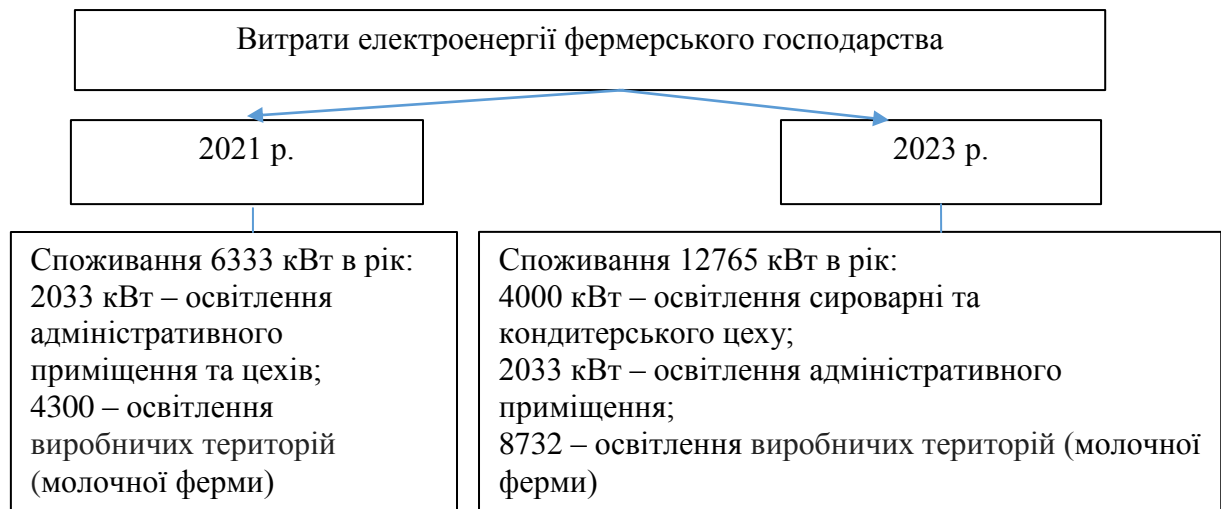 Витрати електроенергії фермерського господарства
2021 р.
2023 р.
Споживання 6333 кВт в рік:
2033 кВт – освітлення
адміністративного
приміщення та цехів;
4300 – освітлення
виробничих територій
(молочної ферми)
Споживання 12765 кВт в рік:
4000 кВт – освітлення сироварні та
кондитерського цеху;
2033 кВт – освітлення адміністративного
приміщення;
8732 – освітлення виробничих територій (молочної
ферми)